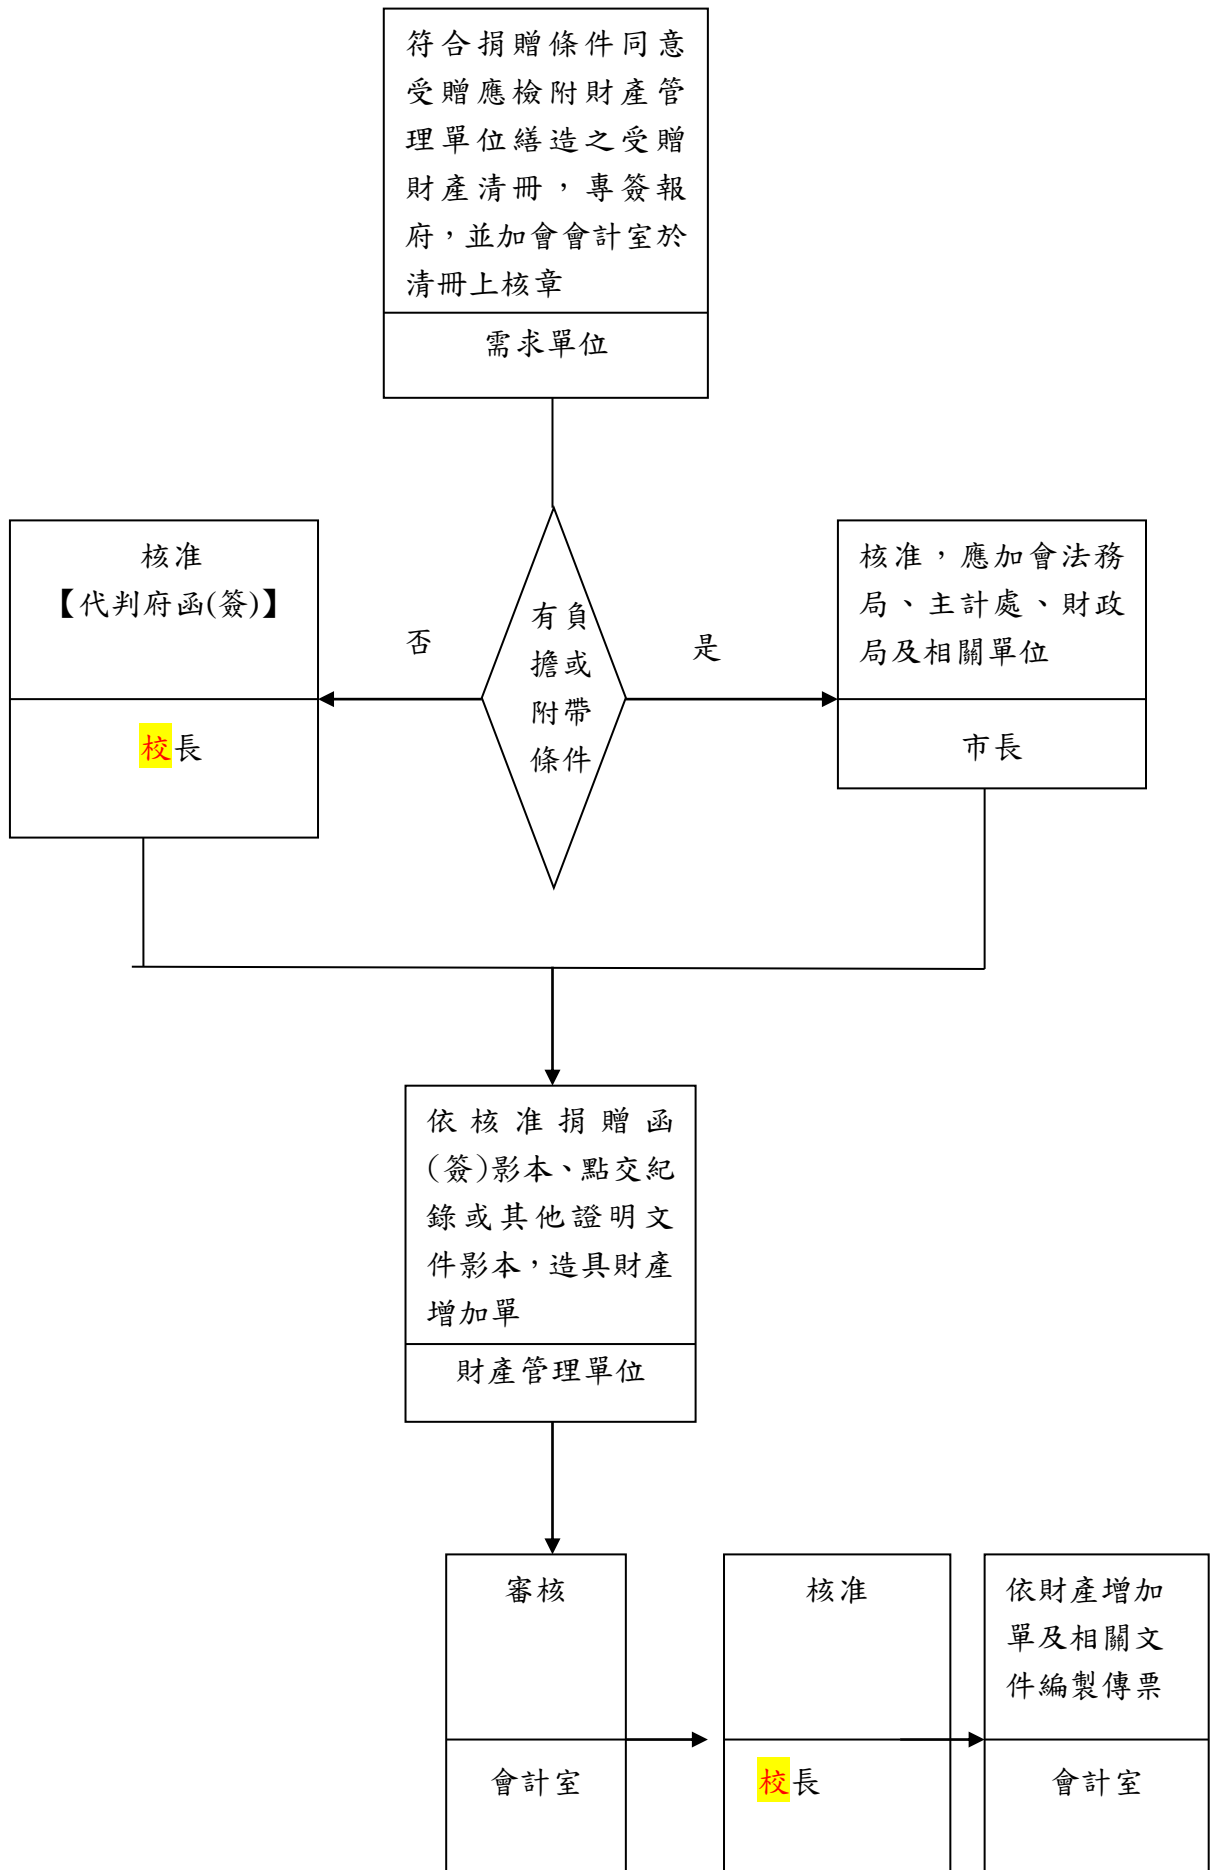 符合捐贈條件同意
受贈應檢附財產管
理單位繕造之受贈
財產清冊，專簽報
府，並加會會計室於
清冊上核章
需求單位
核准
【代判府函(簽)】
校長
否
有負
擔或
附帶
條件
是
核准，應加會法務
局、主計處、財政
局及相關單位
市長
依核准捐贈函
(簽)影本、點交紀
錄或其他證明文
件影本，造具財產
增加單
財產管理單位
審核
會計室
核准
校長
依財產增加
單及相關文
件編製傳票
會計室